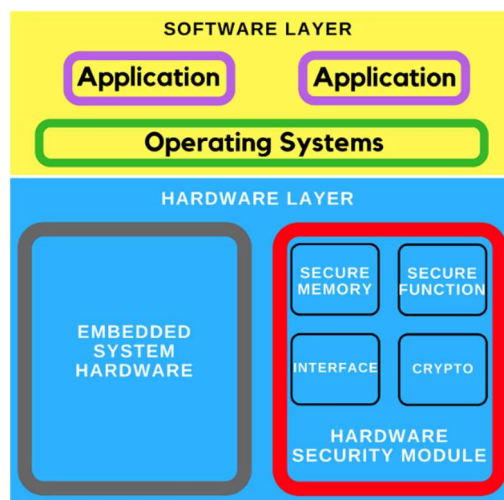 SOFTWARE LAYER
Application Application
Operating Systems
HARDWARE LAYER
EMBEDDED
SYSTEM
HARDWARE
SECURE
MEMORY
SECURE
FUNCTION
INTERFACE
CRYPTO
HARDWARE
SECURITY MODULE